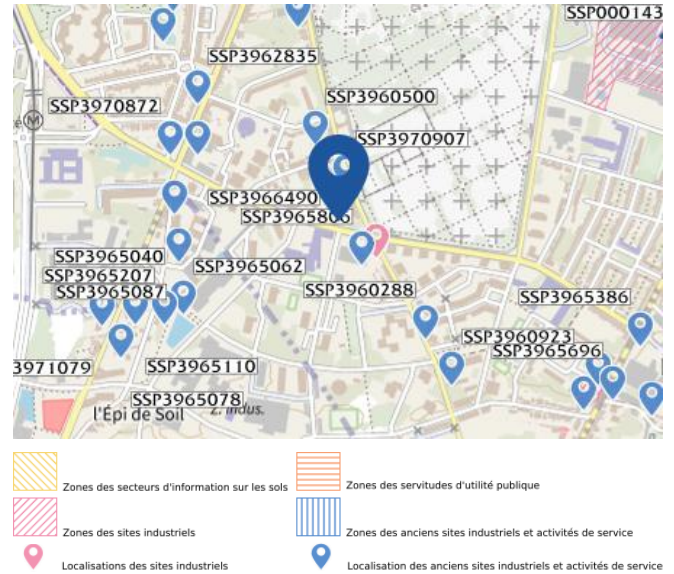 SSP000143
SSP3962835
SSP3970872
SSP3960500
M
SSP3970907
SSP3966490
SSP3965806
SSP3965040
SSP3965207
SSP3965062
SSP3965087
SSP3960288
SSP3965386
SSP3960923
SSP3965696
3971079
SSP3965110
SSP3965078
l'Épi de Soil
Z. Indus.
Zones des secteurs d'information sur les sols
Zones des servitudes d'utilité publique
Zones des sites industriels
Zones des anciens sites industriels et activités de service
Localisations des sites industriels
Localisation des anciens sites industriels et activités de service